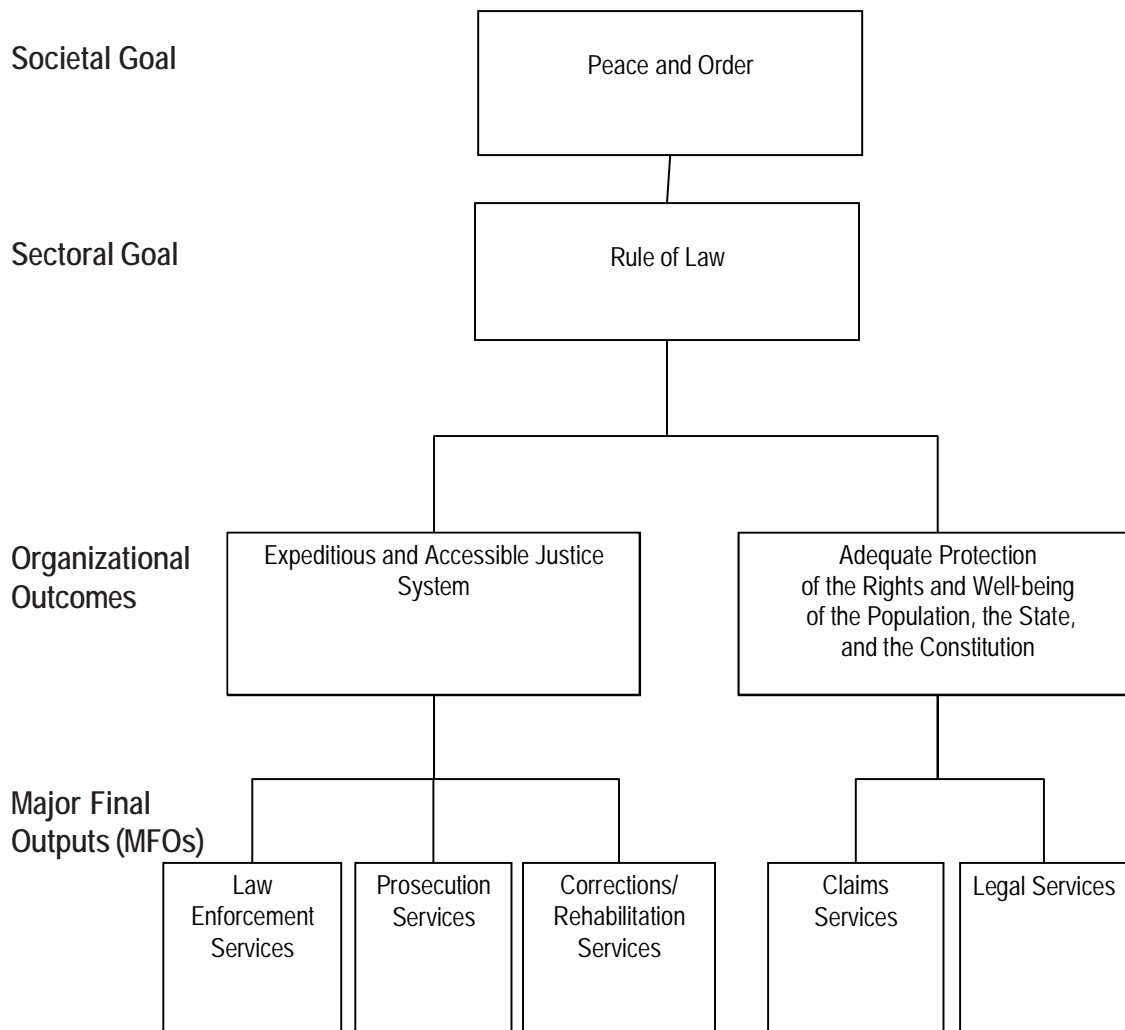 Societal Goal
Peace and Order
Sectoral Goal
Rule of Law
Organizational
Outcomes
Expeditious and Accessible Justice
System
Adequate Protection
of the Rights and Well-being
of the Population, the State,
and the Constitution
Major Final
Outputs (MFOs)
Law
Enforcement
Services
Prosecution
Services
Corrections/
Rehabilitation
Services
Claims
Services
Legal Services